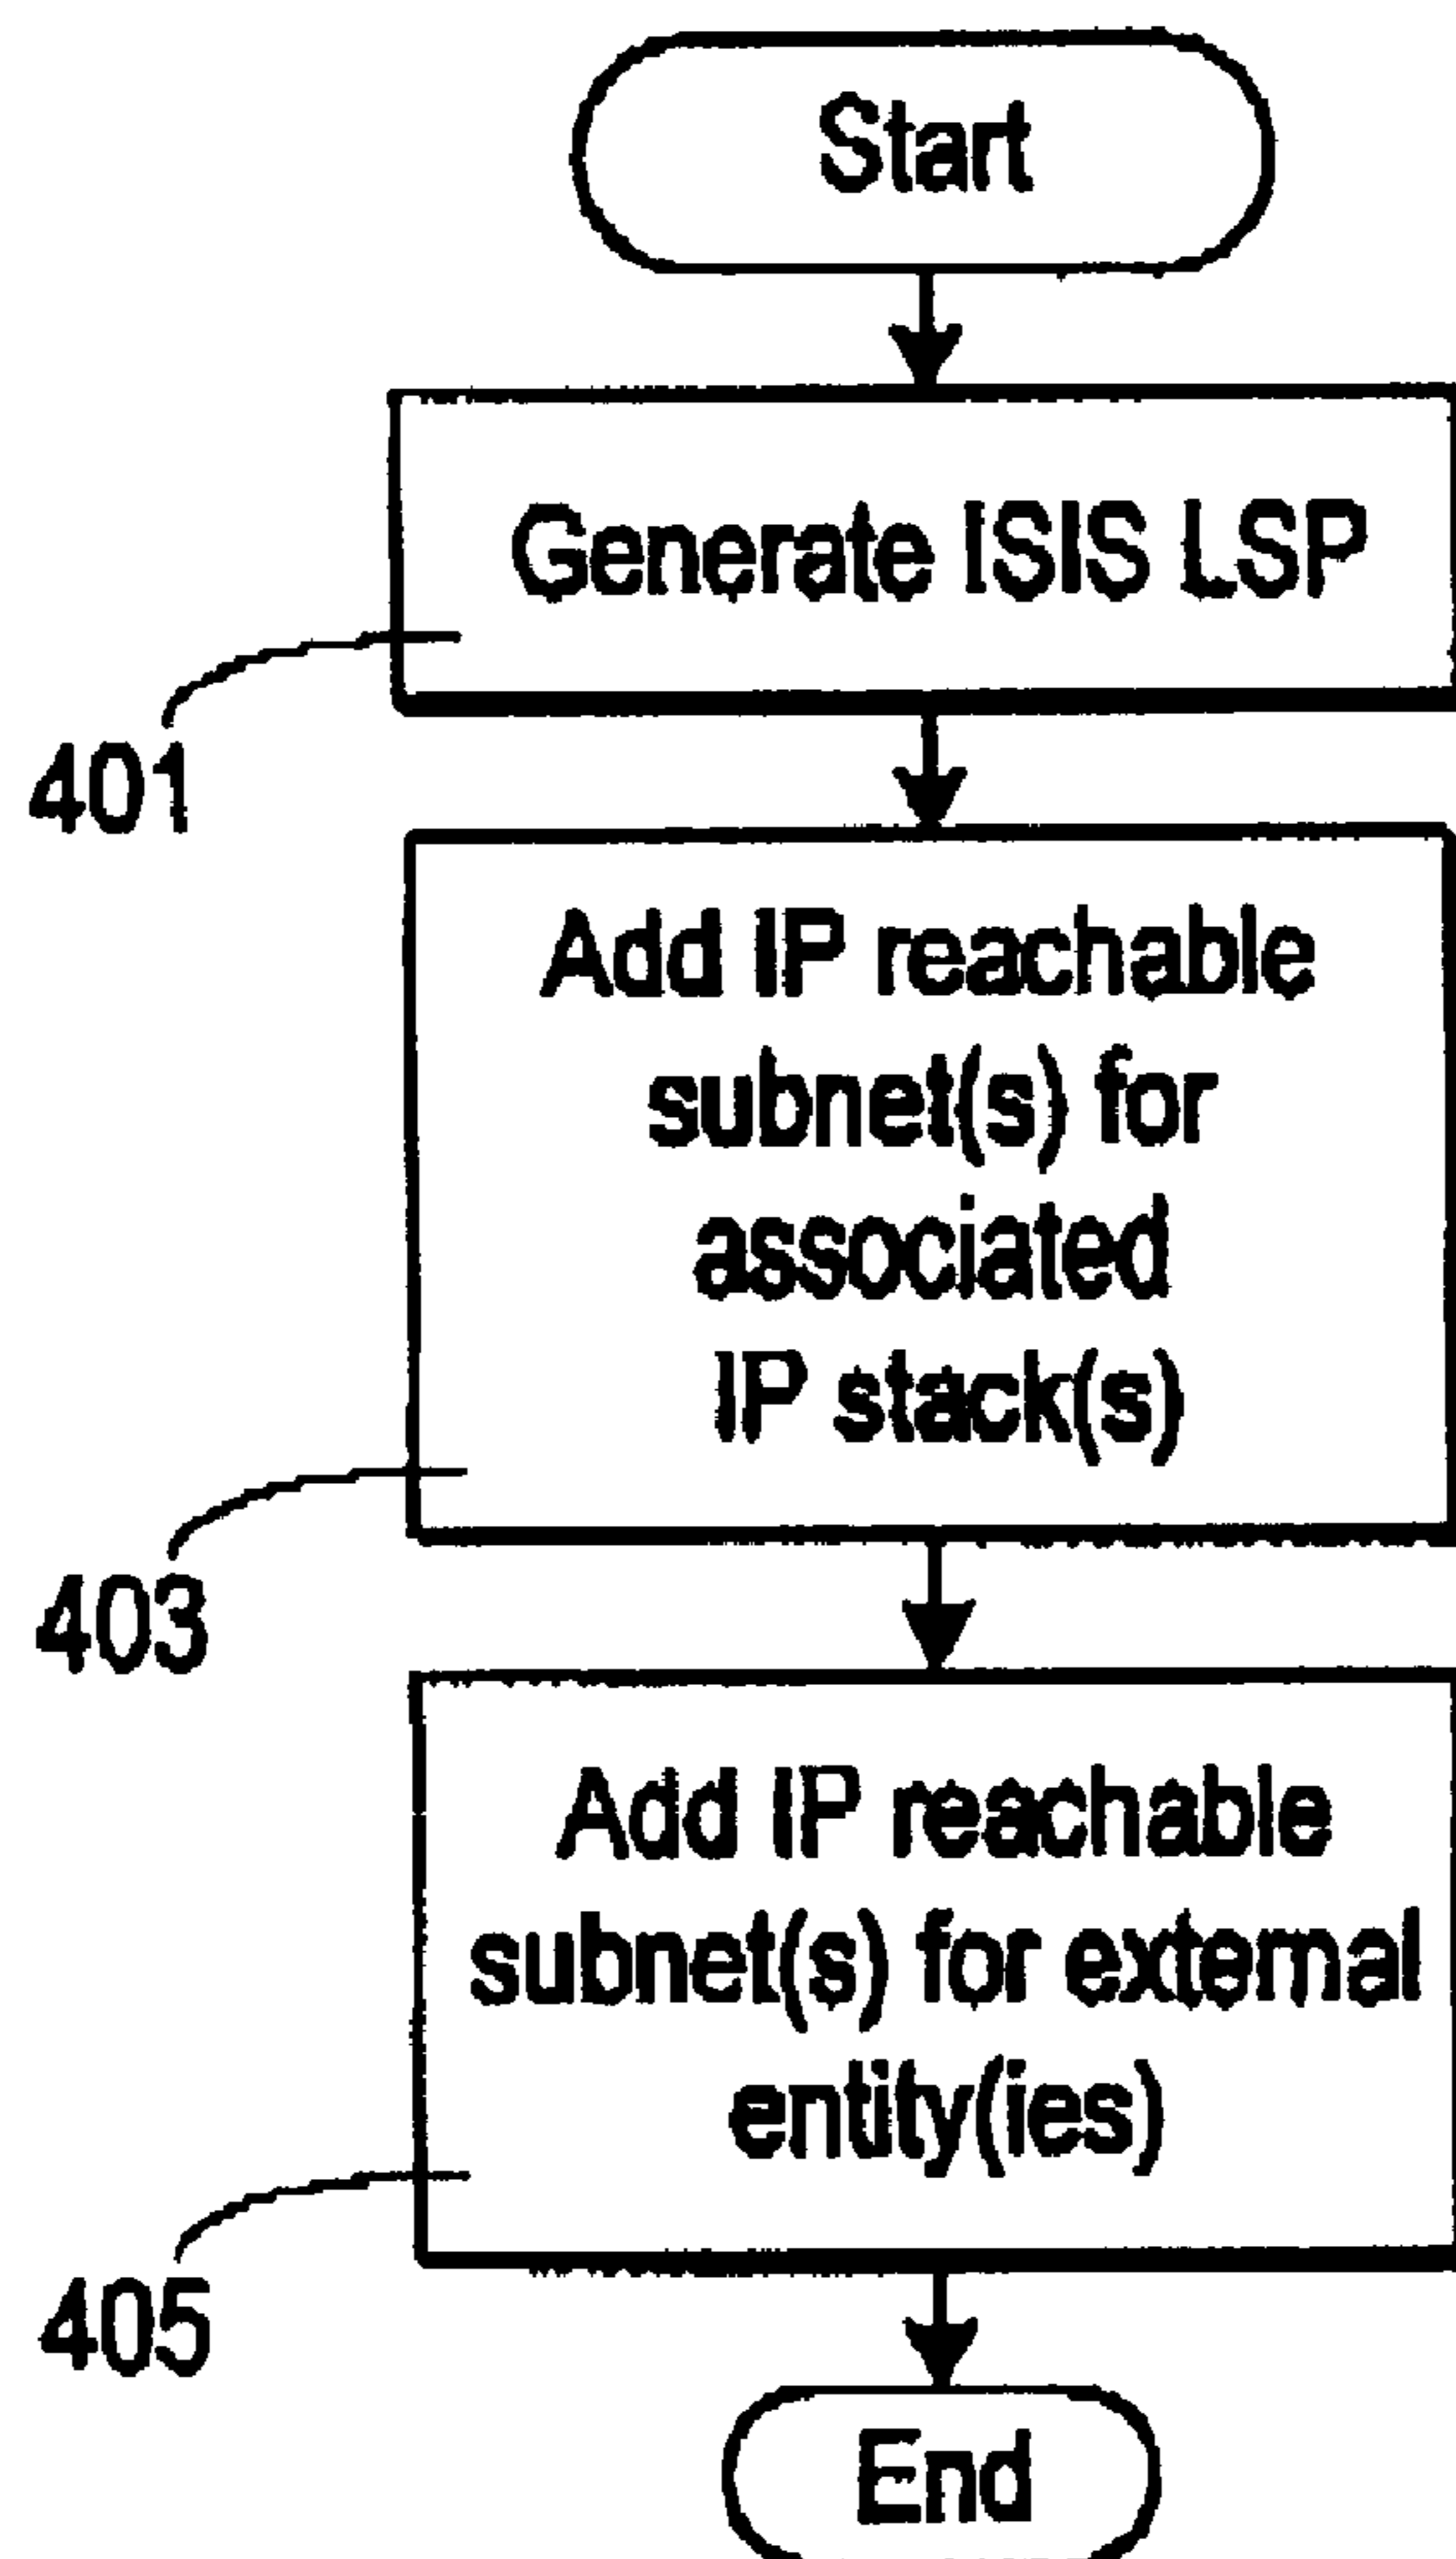 Start
Generate ISIS LSP
401
Add IP reachable
subnet(s) for
associated
IP stack(s)
403
Add IP reachable
subnet(s) for external
entity(ies)
405
End